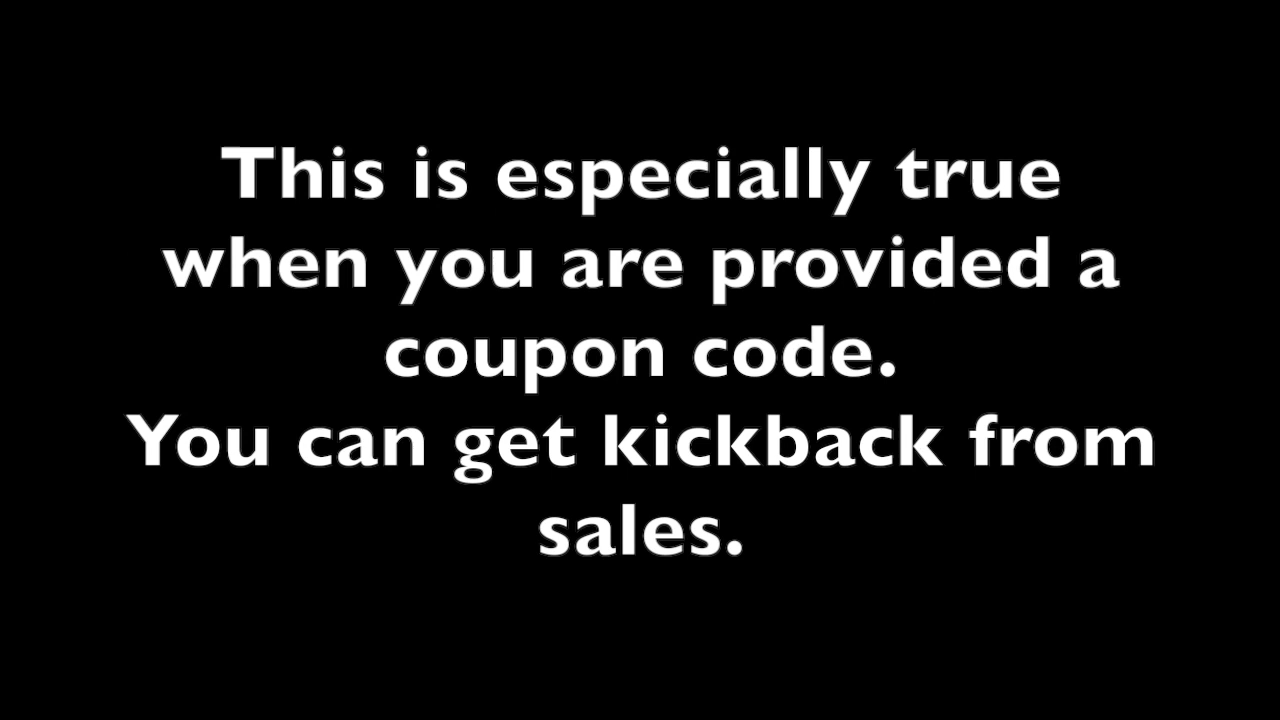 This is especially true
when you are provided a
coupon code.
You can get kickback from
sales.